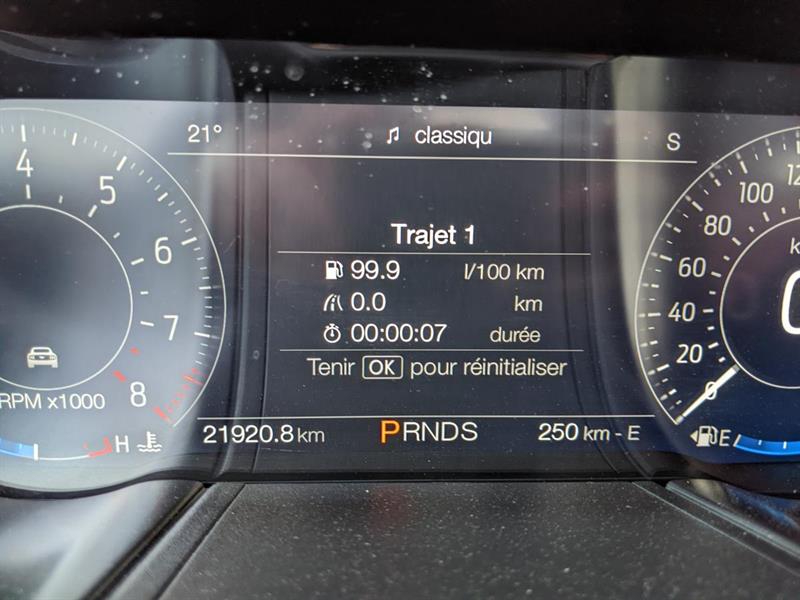 21° ♫ classiqu S
4
5
6
7
8
RPM x1000
H
Trajet 1
99.9 l/100 km
0.0 km
00:00:07 durée
Tenir OK pour réinitialiser
21920.8 km PRNDS 250 km - E
100
80
60
40
20
0
E